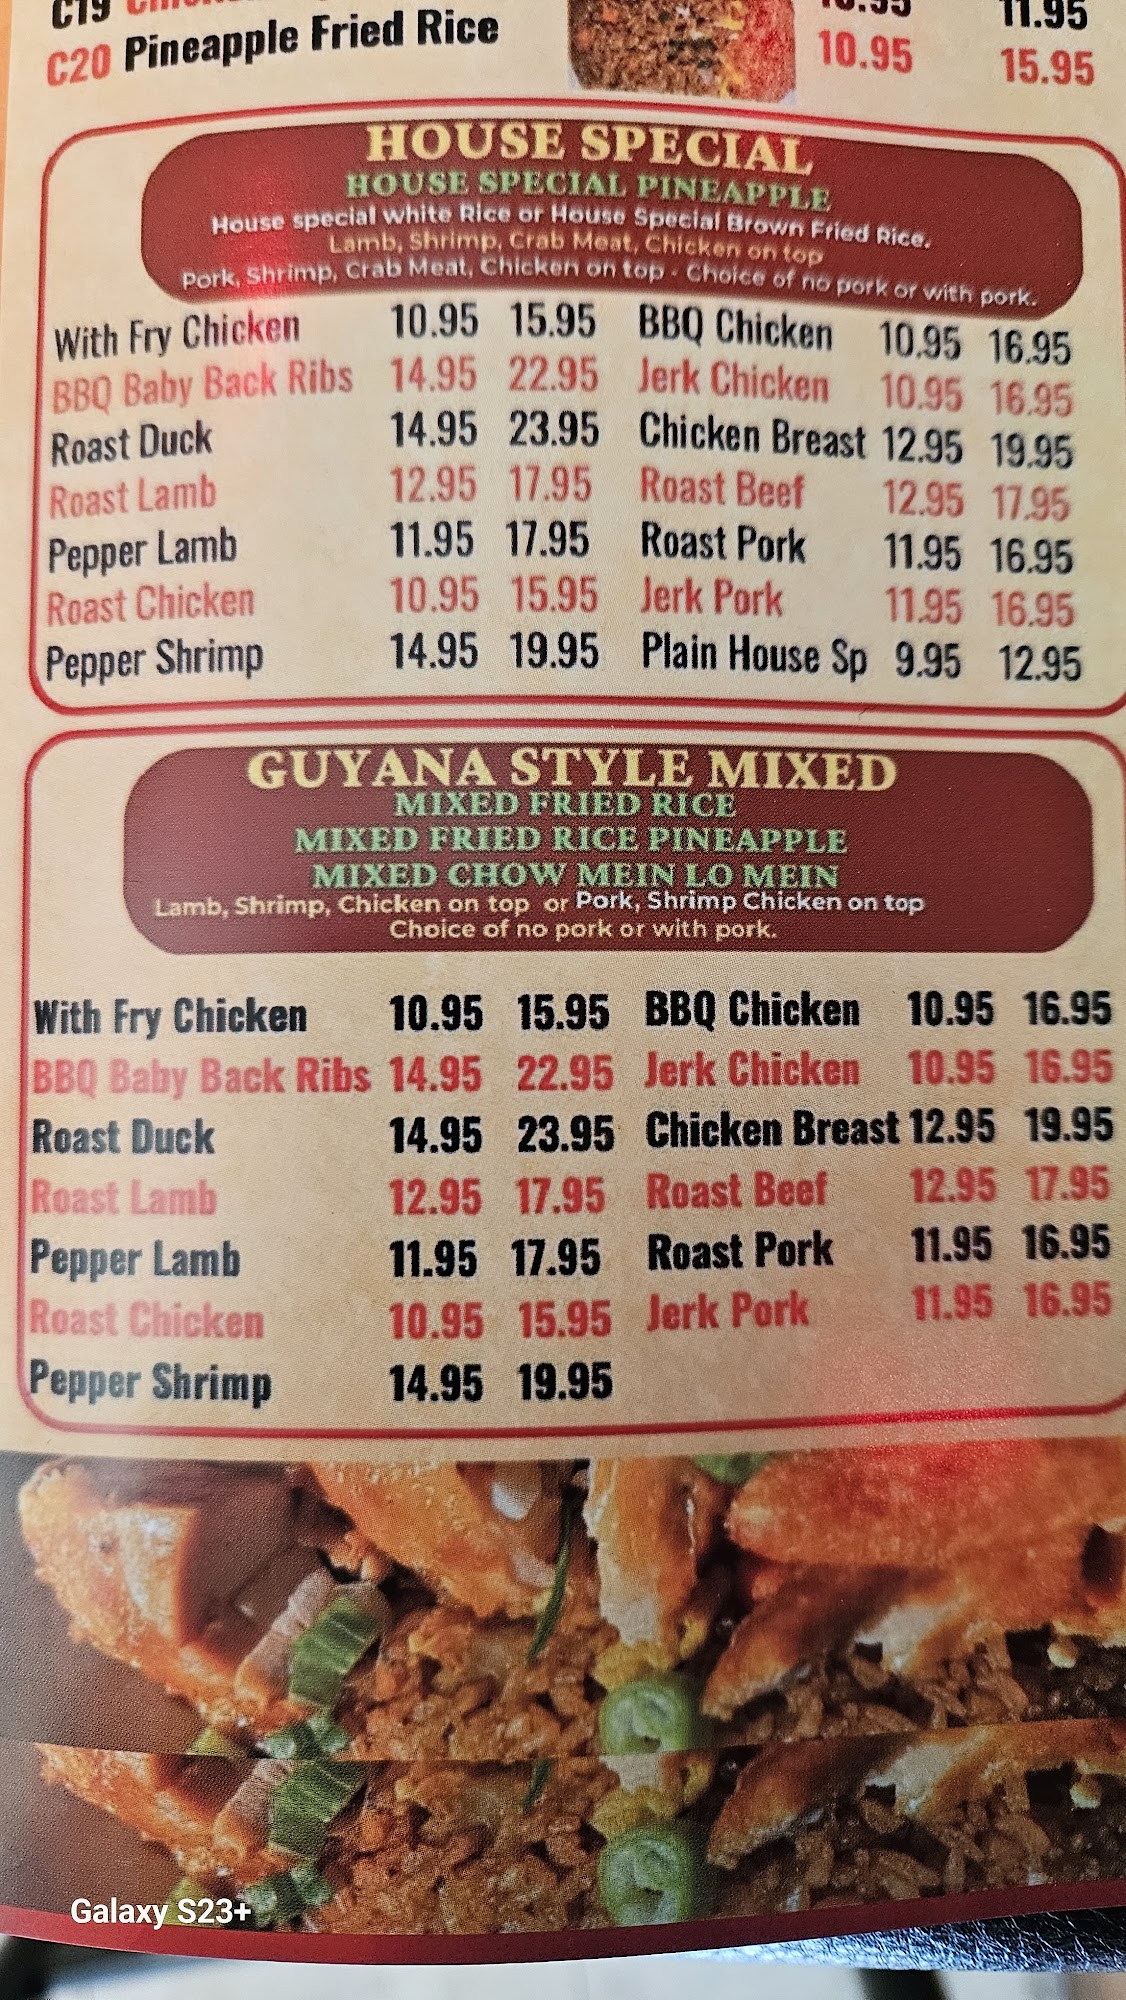 C19
10.95 11.95
C20 Pineapple Fried Rice 10.95 15.95
HOUSE SPECIAL
HOUSE SPECIAL PINEAPPLE
House special white Rice or House Special Brown Fried Rice.
Lamb, Shrimp, Crab Meat, Chicken on top
Pork, Shrimp, Crab Meat, Chicken on top - Choice of no pork or with pork.
With Fry Chicken 10.95 15.95 BBQ Chicken 10.95 16.95
BBQ Baby Back Ribs 14.95 22.95 Jerk Chicken 10.95 16.95
Roast Duck 14.95 23.95 Chicken Breast 12.95 19.95
Roast Lamb 12.95 17.95 Roast Beef 12.95 17.95
Pepper Lamb 11.95 17.95 Roast Pork 11.95 16.95
Roast Chicken 10.95 15.95 Jerk Pork 11.95 16.95
Pepper Shrimp 14.95 19.95 Plain House Sp 9.95 12.95
GUYANA STYLE MIXED
MIXED FRIED RICE
MIXED FRIED RICE PINEAPPLE
MIXED CHOW MEIN LO MEIN
Lamb, Shrimp, Chicken on top or Pork, Shrimp Chicken on top
Choice of no pork or with pork.
With Fry Chicken 10.95 15.95 BBQ Chicken 10.95 16.95
BBQ Baby Back Ribs 14.95 22.95 Jerk Chicken 10.95 16.95
Roast Duck 14.95 23.95 Chicken Breast 12.95 19.95
Roast Lamb 12.95 17.95 Roast Beef 12.95 17.95
Pepper Lamb 11.95 17.95 Roast Pork 11.95 16.95
Roast Chicken 10.95 15.95 Jerk Pork 11.95 16.95
Pepper Shrimp 14.95 19.95
Galaxy S23+